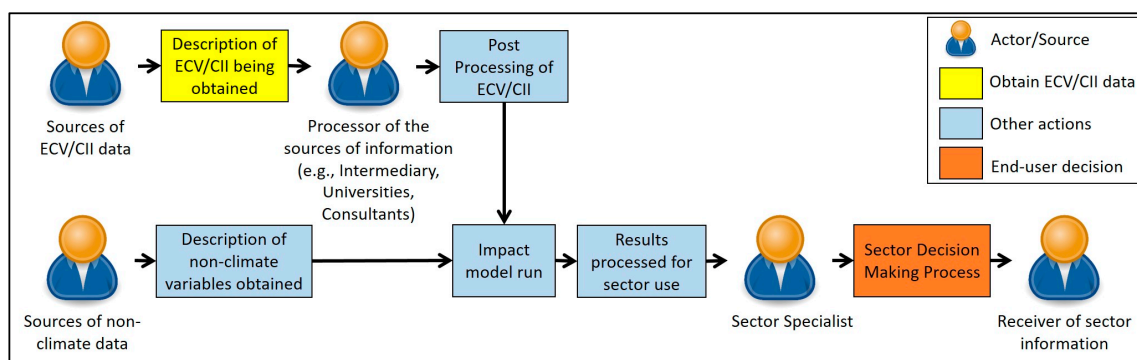 Description of
ECV/CII being
obtained
Post
Processing of
ECV/CII
Sources of
ECV/CII data
Processor of the
sources of information
(e.g., Intermediary,
Universities,
Consultants)
Actor/Source
Obtain ECV/CII data
Other actions
End-user decision
Description of
non-climate
variables obtained
Impact
model run
Results
processed for
sector use
Sector Decision
Making Process
Sources of non-
climate data
Sector Specialist
Receiver of sector
information